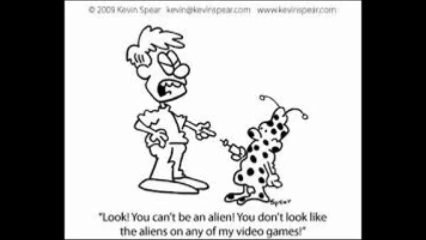 © 2009 Kevin Spear kevin@kevinspear.com www.kevinspear.com
SPEAR
"Look! You can't be an alien! You don't look like
the aliens on any of my video games!"